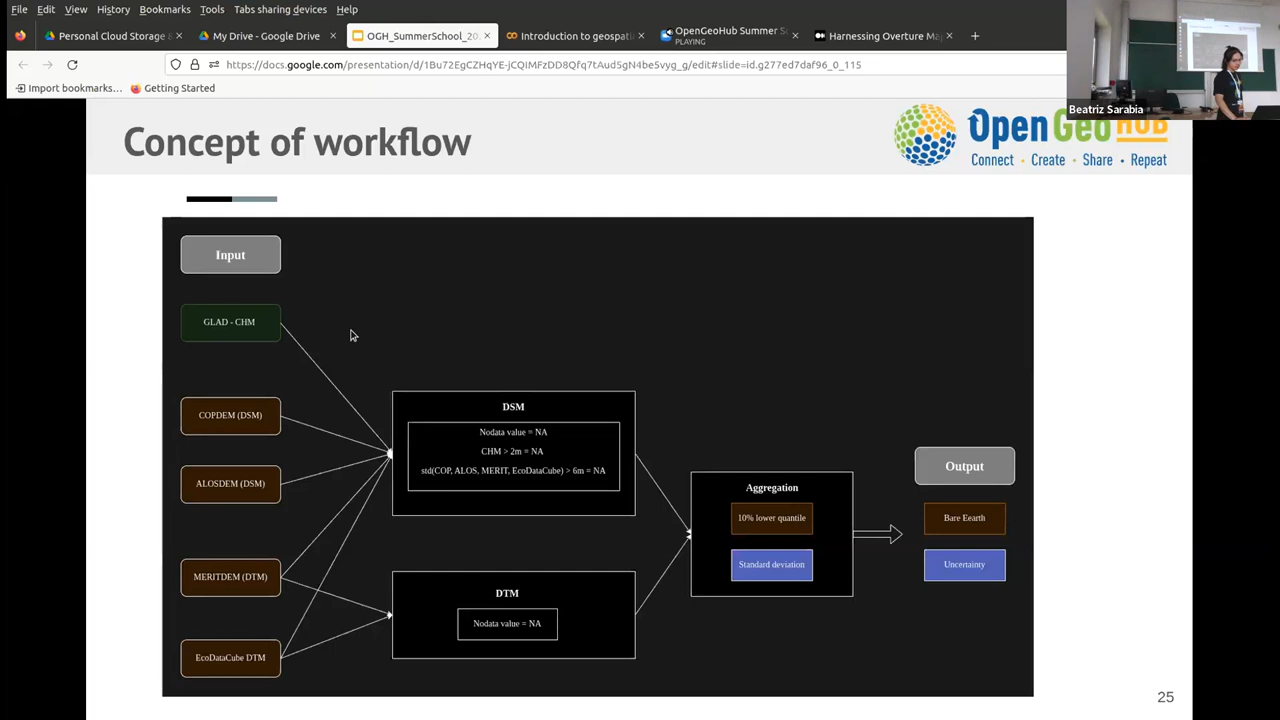 File Edit View History Bookmarks Tools Tabs sharing devices Help
Personal Cloud Storage & My Drive - Google Drive OGH_SummerSchool_20 Introduction to geospati OpenGeoHub Summer S Harnessing Overture Ma
PLAYING
https://docs.google.com/presentation/d/1Bu72EgCZHqYE-jCQIMFzDD8Qfq7tAud5gN4be5vyg_g/edit#slide=id.g277ed7daf96_0_115
Import bookmarks... Getting Started
Beatriz Sarabia
Concept of workflow
OpenGeoHUB
Connect • Create • Share • Repeat
Input
GLAD - CHM
COPDEM (DSM)
ALOSDEM (DSM)
MERITDEM (DTM)
EcoDataCube DTM
DSM
Nodata value = NA
CHM > 2m = NA
std(COP, ALOS, MERIT, EcoDataCube) > 6m = NA
DTM
Nodata value = NA
Aggregation
10% lower quantile
Standard deviation
Output
Bare Eearth
Uncertainty
25